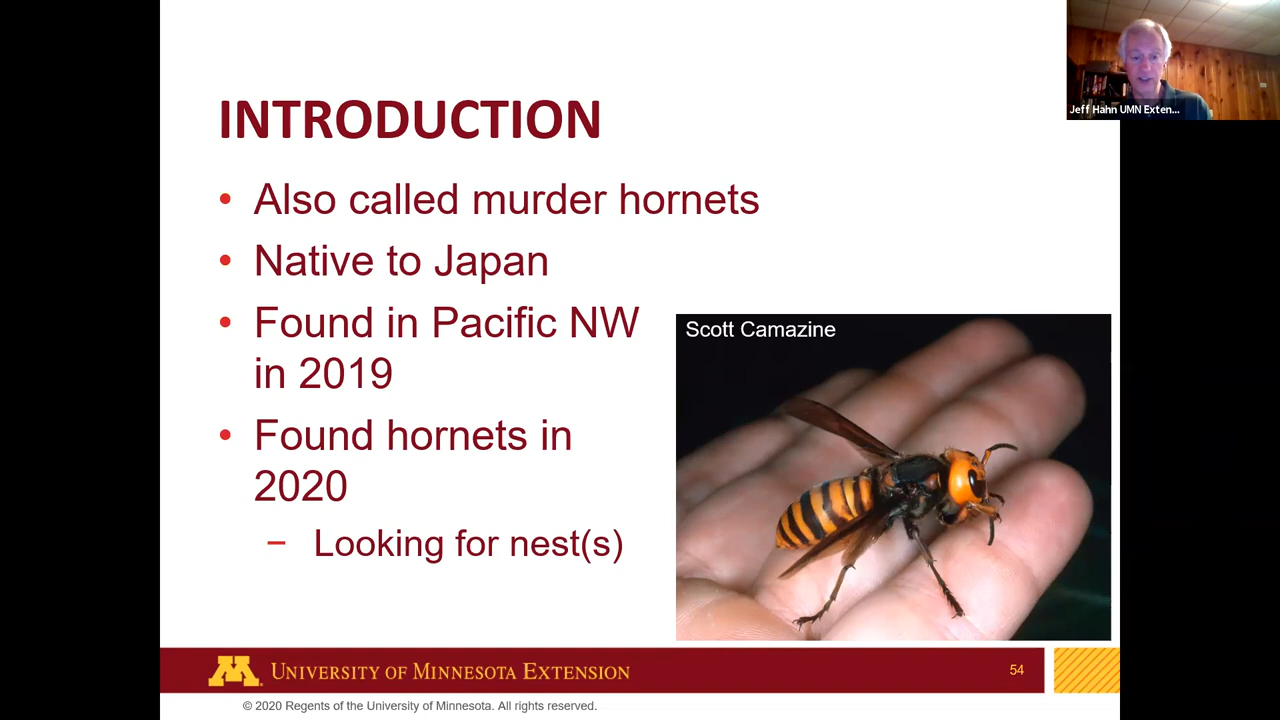 Jeff Hahn UMN Exten...
INTRODUCTION
• Also called murder hornets
• Native to Japan
• Found in Pacific NW
in 2019
• Found hornets in
2020
− Looking for nest(s)
Scott Camazine
M
UNIVERSITY OF MINNESOTA EXTENSION
54
© 2020 Regents of the University of Minnesota. All rights reserved.